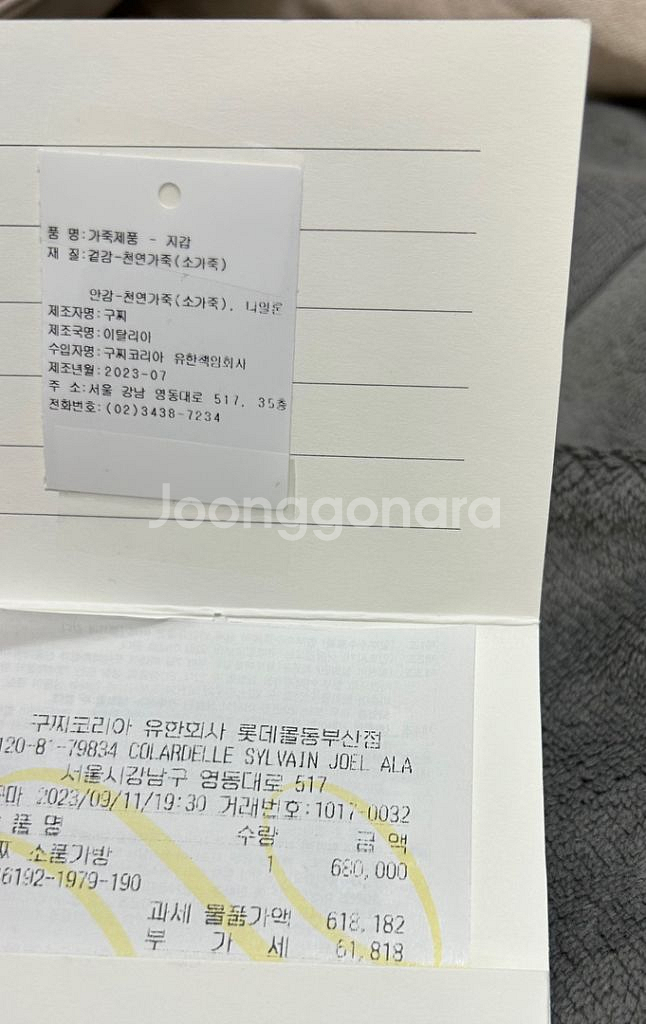 품 명:가죽제품 - 지갑
재 질:겉감-천연가죽(소가죽)
안감-천연가죽(소가죽), 나일론
제조자명:구찌
제조국명:이탈리아
수입자명:구찌코리아 유한책임회사
제조년월:2023-07
주 소:서울 강남 영동대로 517, 35층
전화번호:(02)3438-7234
Joonggonara
구찌코리아 유한회사 롯데몰동부산점
120-81-79834 COLARDELLE SYLVAIN JOEL ALA
서울시강남구 영동대로 517
2023/09/11/19:30 거래번호:1017-0032
품 명 수량 금 액
소품가방 1 680,000
6192-1979-190
과세 물품가액 618,182
부 가 세 61,818